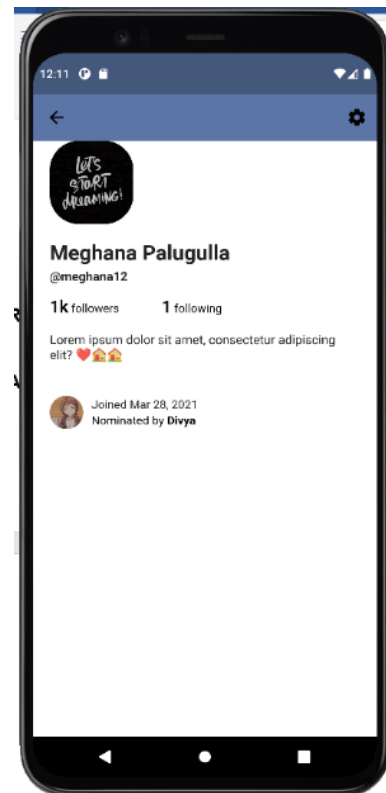 12:11
LET'S
START
dREAMING!
Meghana Palugulla
@meghana12
1k followers 1 following
Lorem ipsum dolor sit amet, consectetur adipiscing
elit? ❤️🏠🏠
Joined Mar 28, 2021
Nominated by Divya